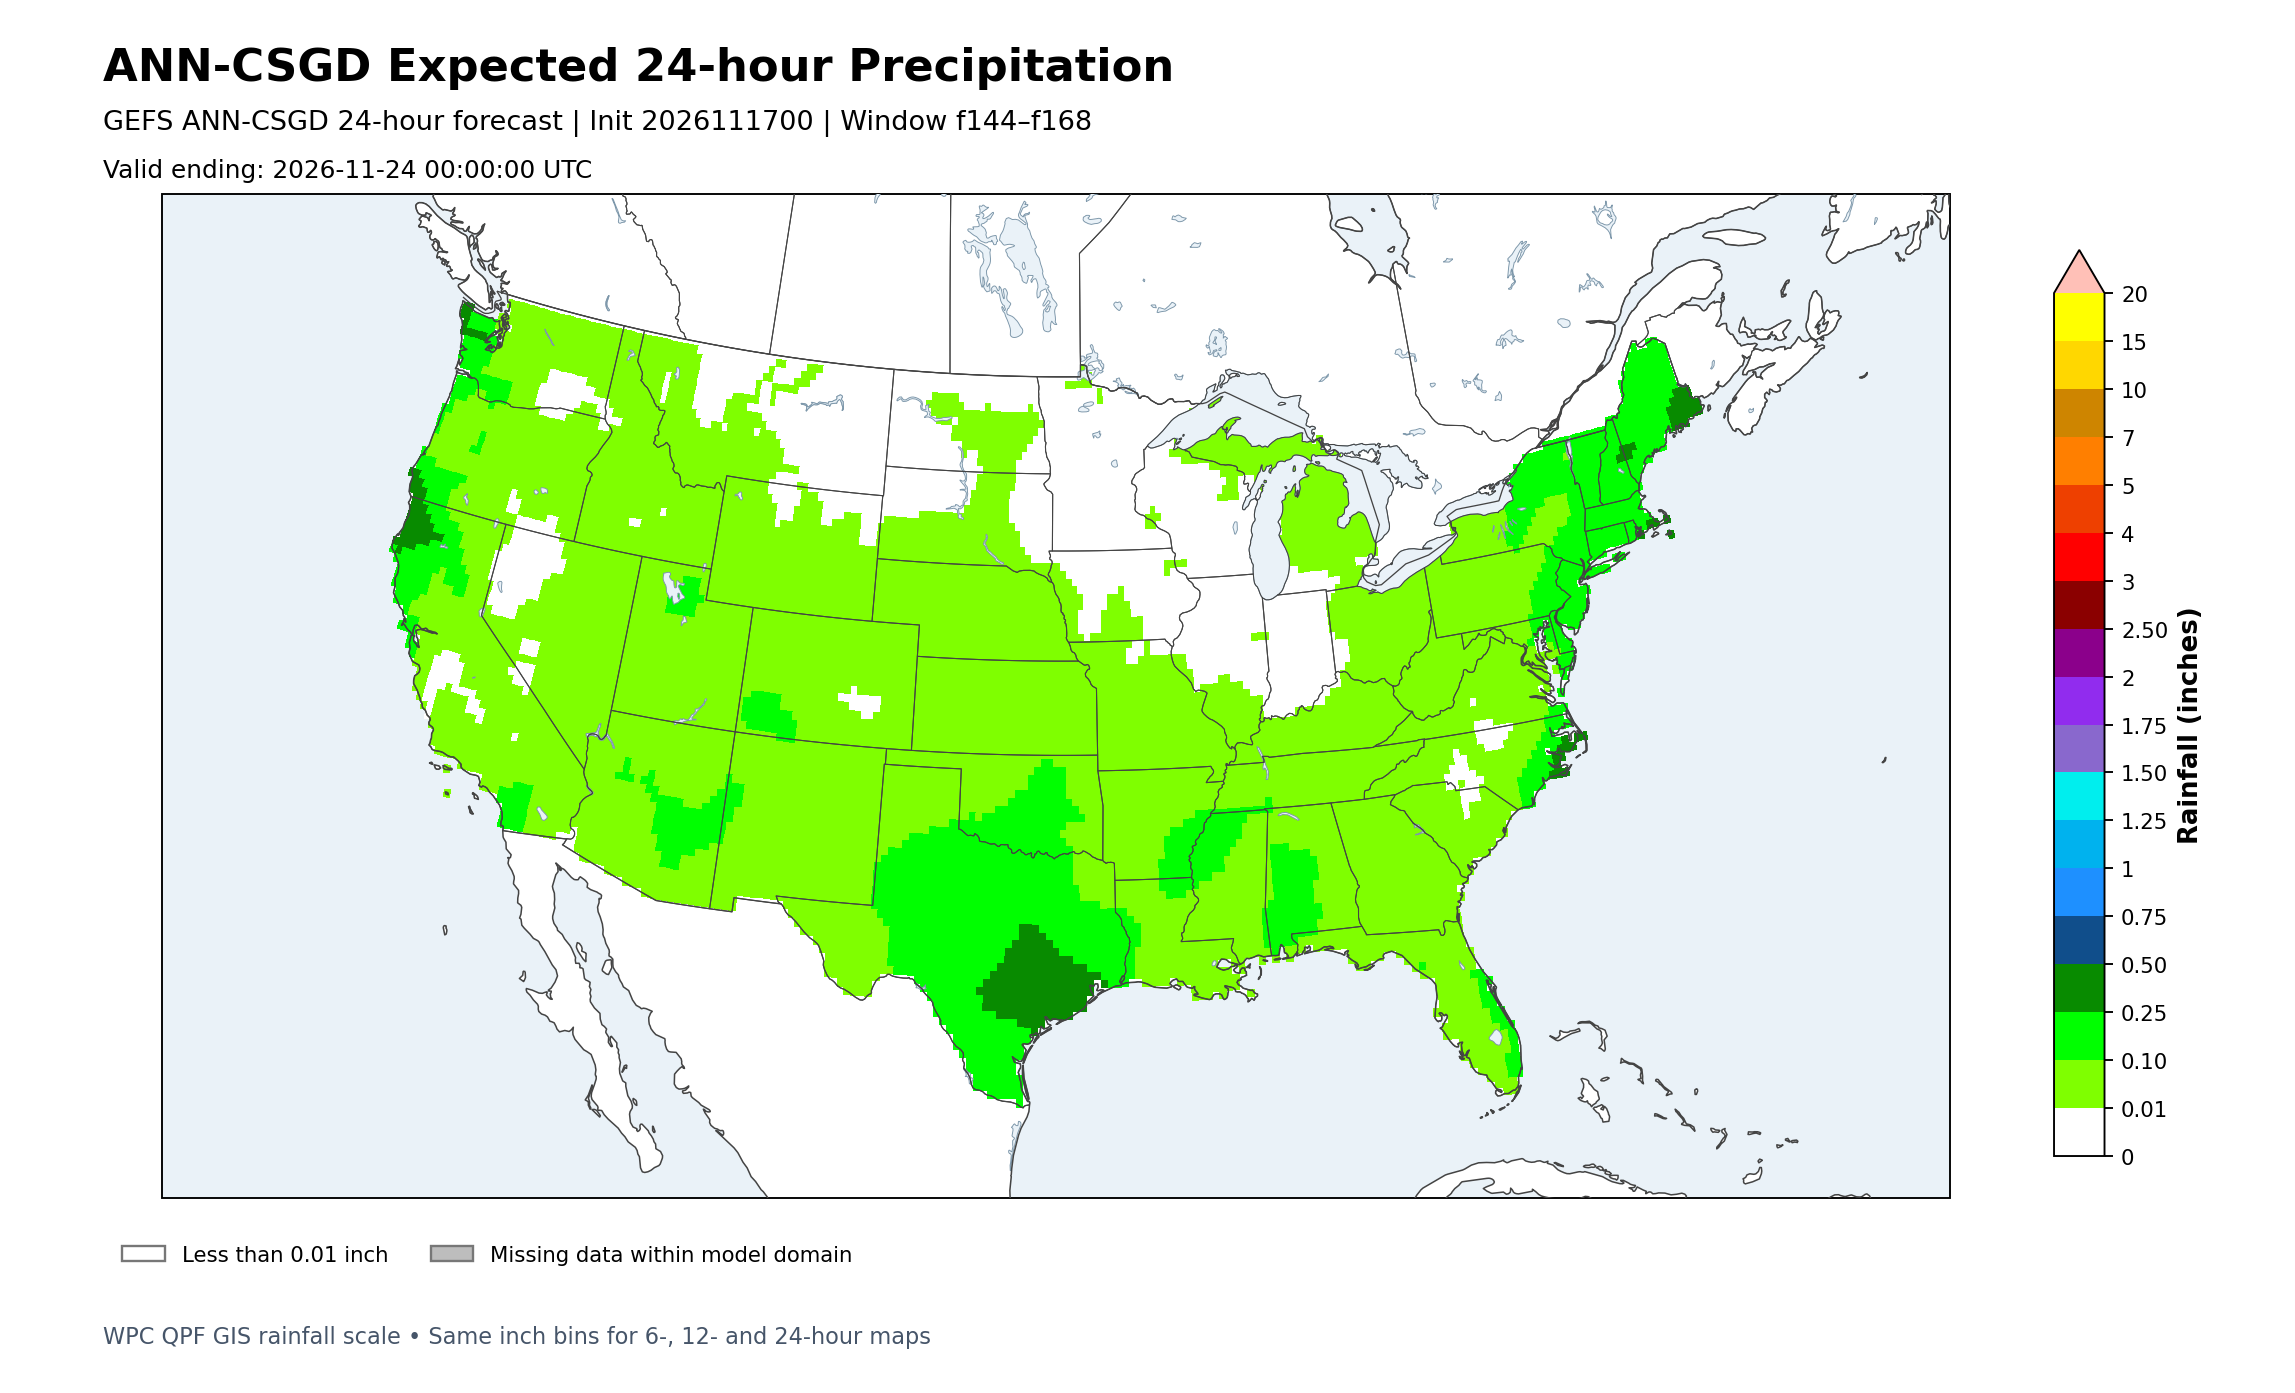 ANN-CSGD Expected 24-hour Precipitation
GEFS ANN-CSGD 24-hour forecast | Init 2026111700 | Window f144–f168
Valid ending: 2026-11-24 00:00:00 UTC
20
15
10
7
5
4
3
2.50
2
1.75
1.50
1.25
1
0.75
0.50
0.25
0.10
0.01
0
Rainfall (inches)
Less than 0.01 inch
Missing data within model domain
WPC QPF GIS rainfall scale • Same inch bins for 6-, 12- and 24-hour maps